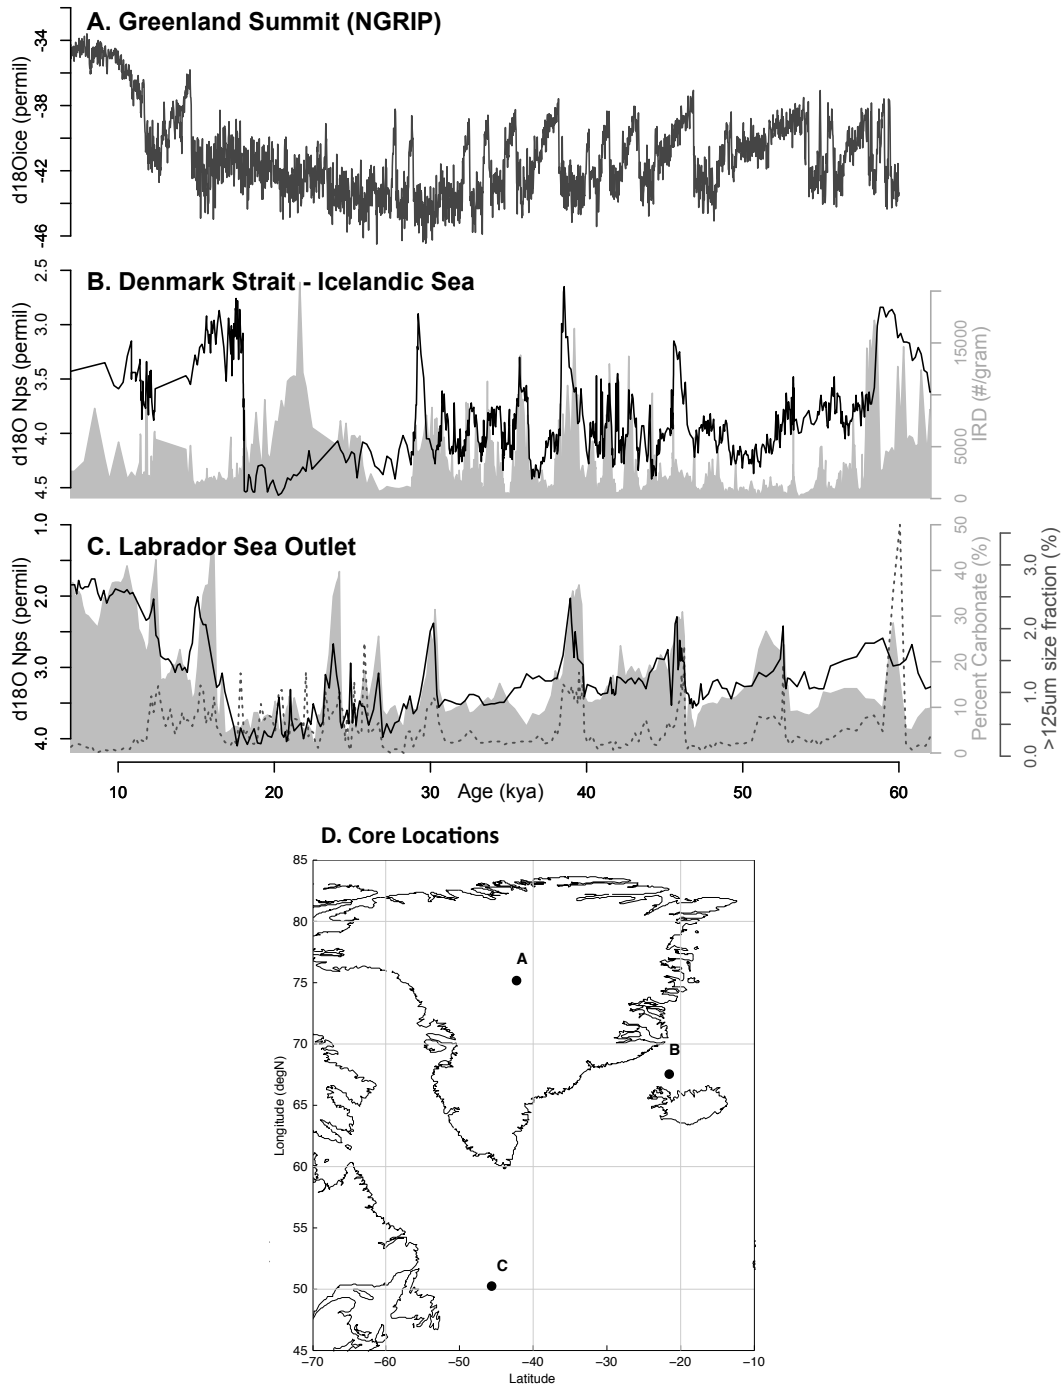 A. Greenland Summit (NGRIP)
d18Oice (permil)
-34
-38
-42
-46
B. Denmark Strait - Icelandic Sea
d18O Nps (permil)
2.5
3.0
3.5
4.0
4.5
IRD (#/gram)
15000
5000
0
C. Labrador Sea Outlet
d18O Nps (permil)
1.0
2.0
3.0
4.0
Percent Carbonate (%)
50
40
30
20
10
0
>125um size fraction (%)
3.0
2.0
1.0
0.0
10 20 30 Age (kya) 40 50 60
D. Core Locations
Longitude (degN)
85
80
75
70
65
60
55
50
45
A
B
C
−70 −60 −50 −40 −30 −20 −10
Latitude